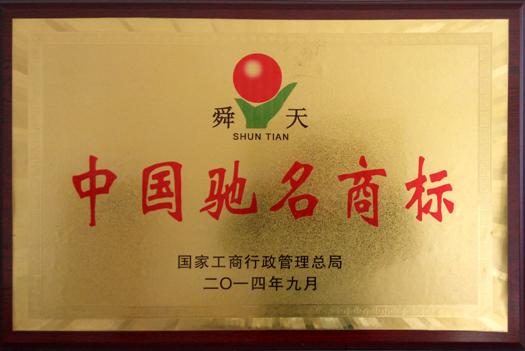 舜天
SHUN TIAN
中国驰名商标
国家工商行政管理总局
二〇一四年九月